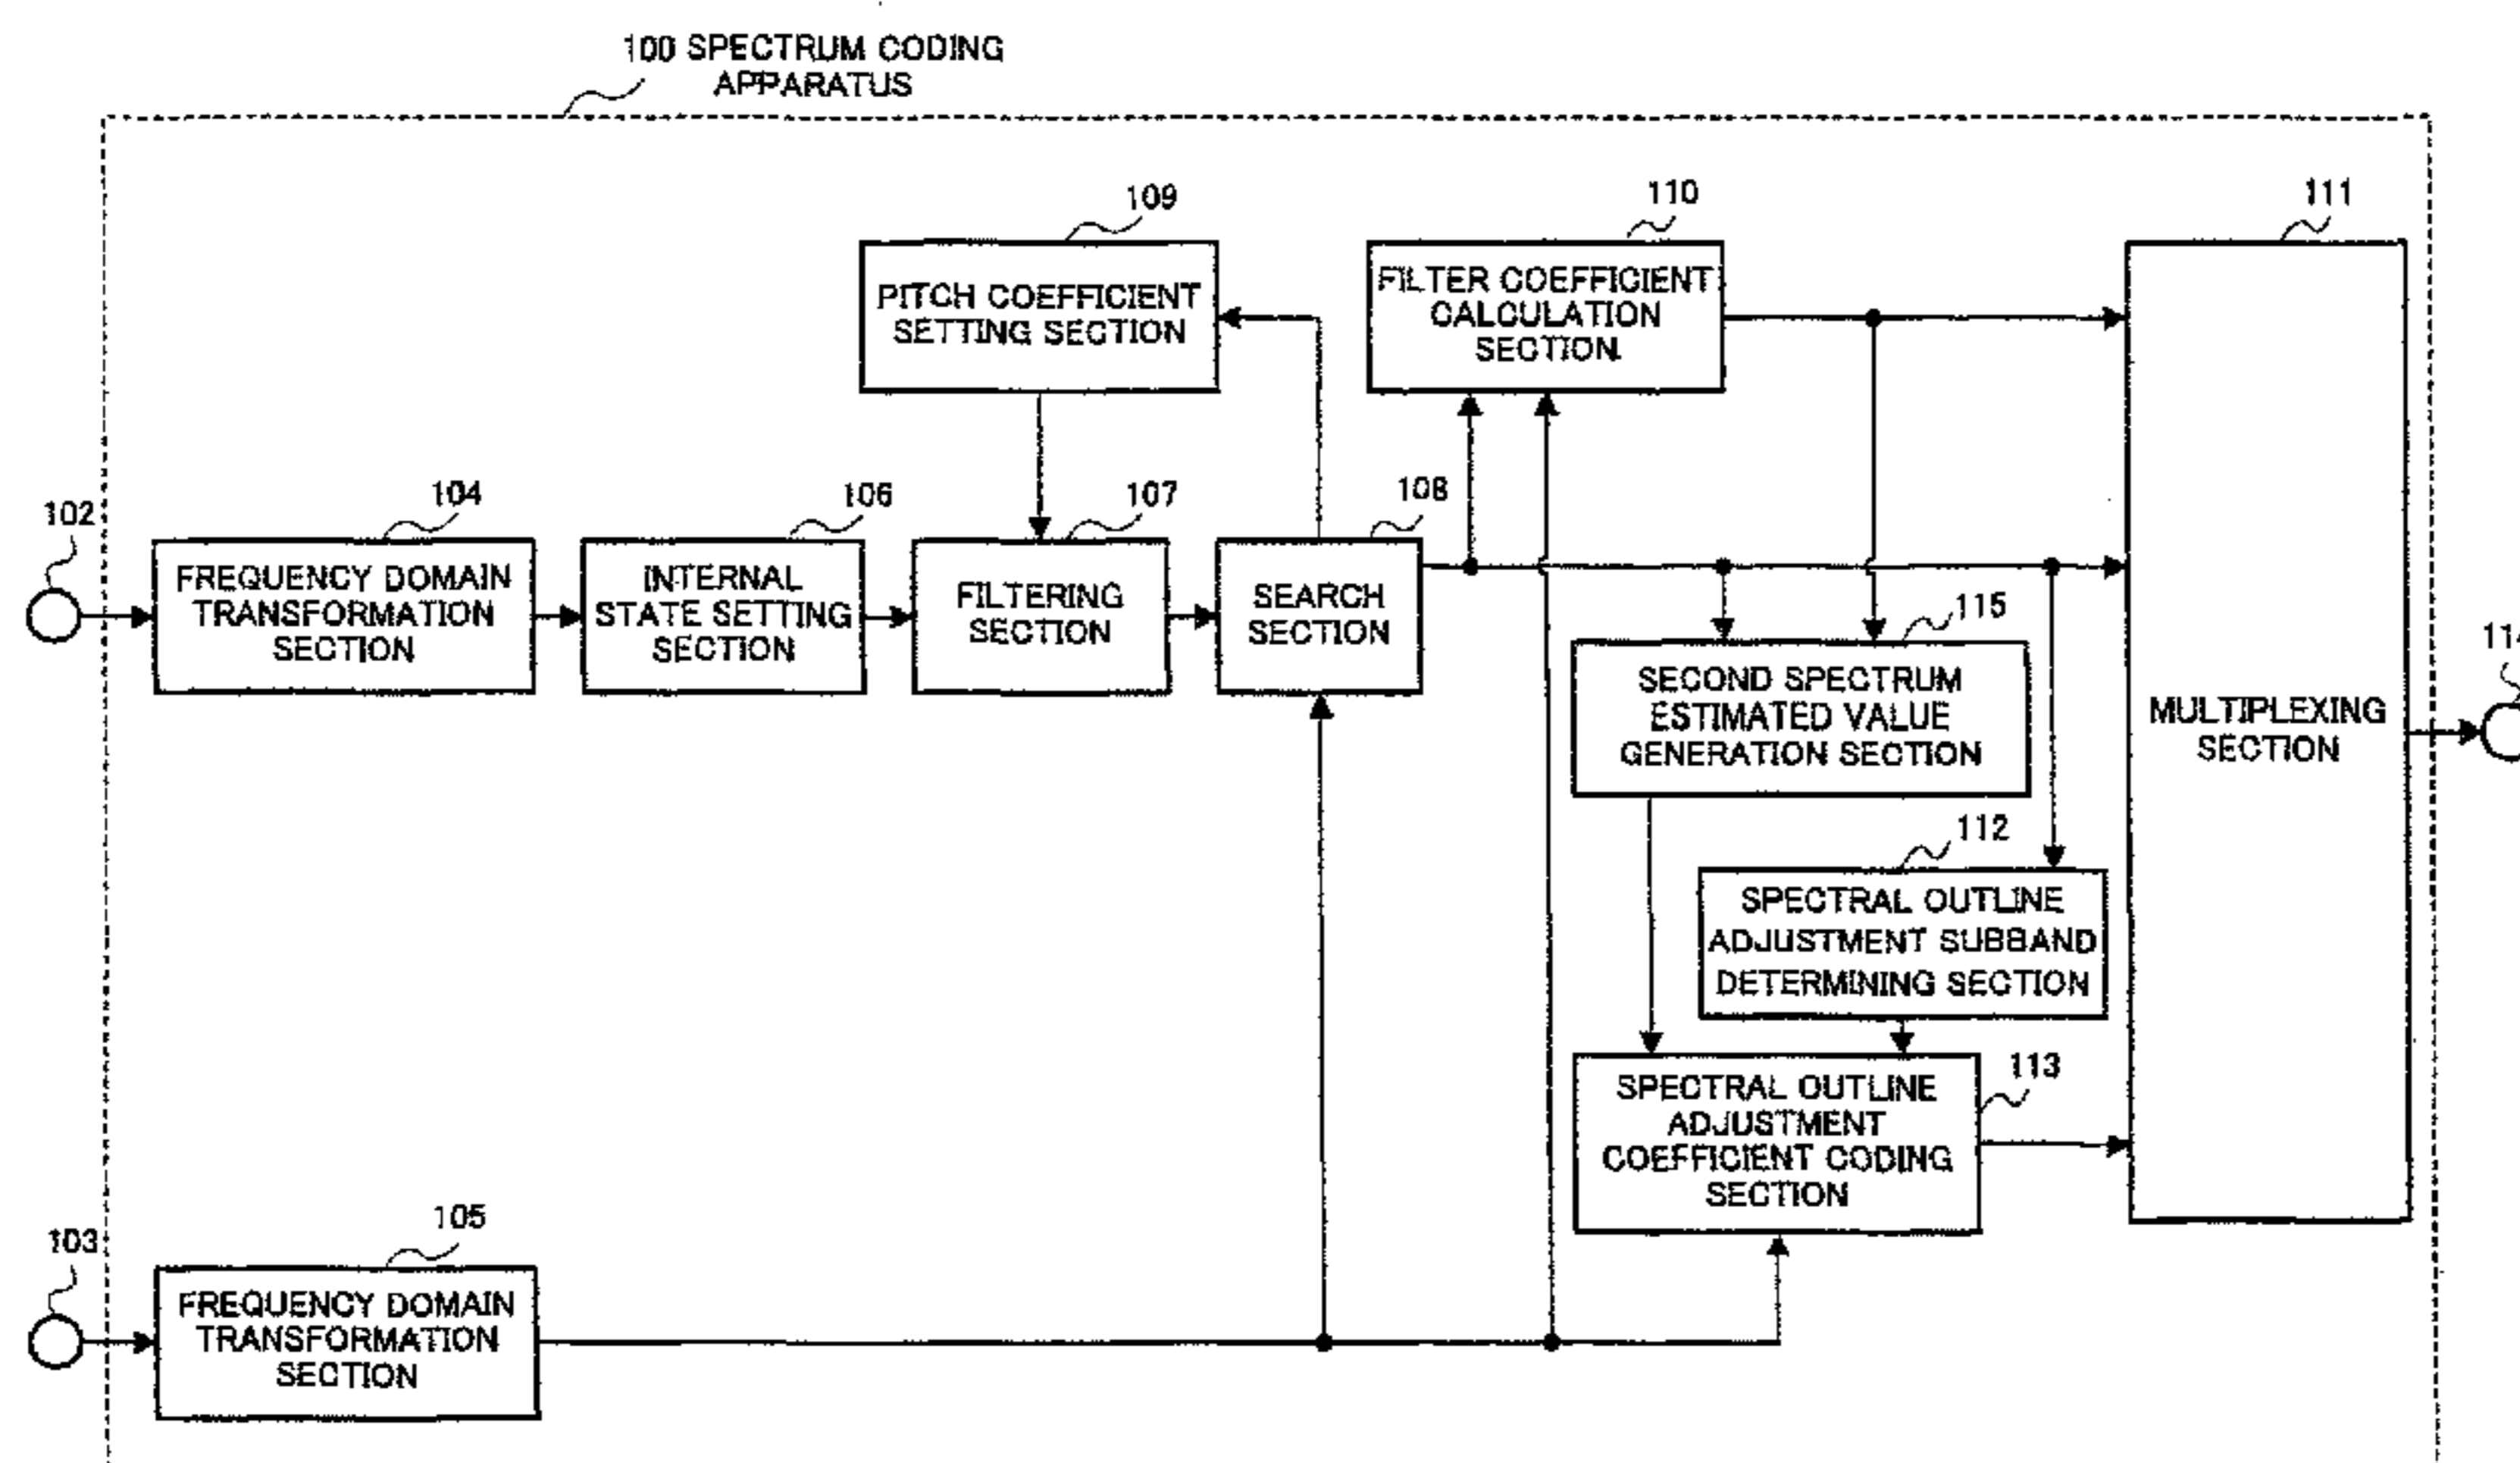 100 SPECTRUM CODING
APPARATUS
109
110
111
PITCH COEFFICIENT
SETTING SECTION
FILTER COEFFICIENT
CALCULATION
SECTION
102
104
106
107
108
FREQUENCY DOMAIN
TRANSFORMATION
SECTION
INTERNAL
STATE SETTING
SECTION
FILTERING
SECTION
SEARCH
SECTION
115
114
SECOND SPECTRUM
ESTIMATED VALUE
GENERATION SECTION
MULTIPLEXING
SECTION
112
SPECTRAL OUTLINE
ADJUSTMENT SUBBAND
DETERMINING SECTION
113
SPECTRAL OUTLINE
ADJUSTMENT
COEFFICIENT CODING
SECTION
103
105
FREQUENCY DOMAIN
TRANSFORMATION
SECTION